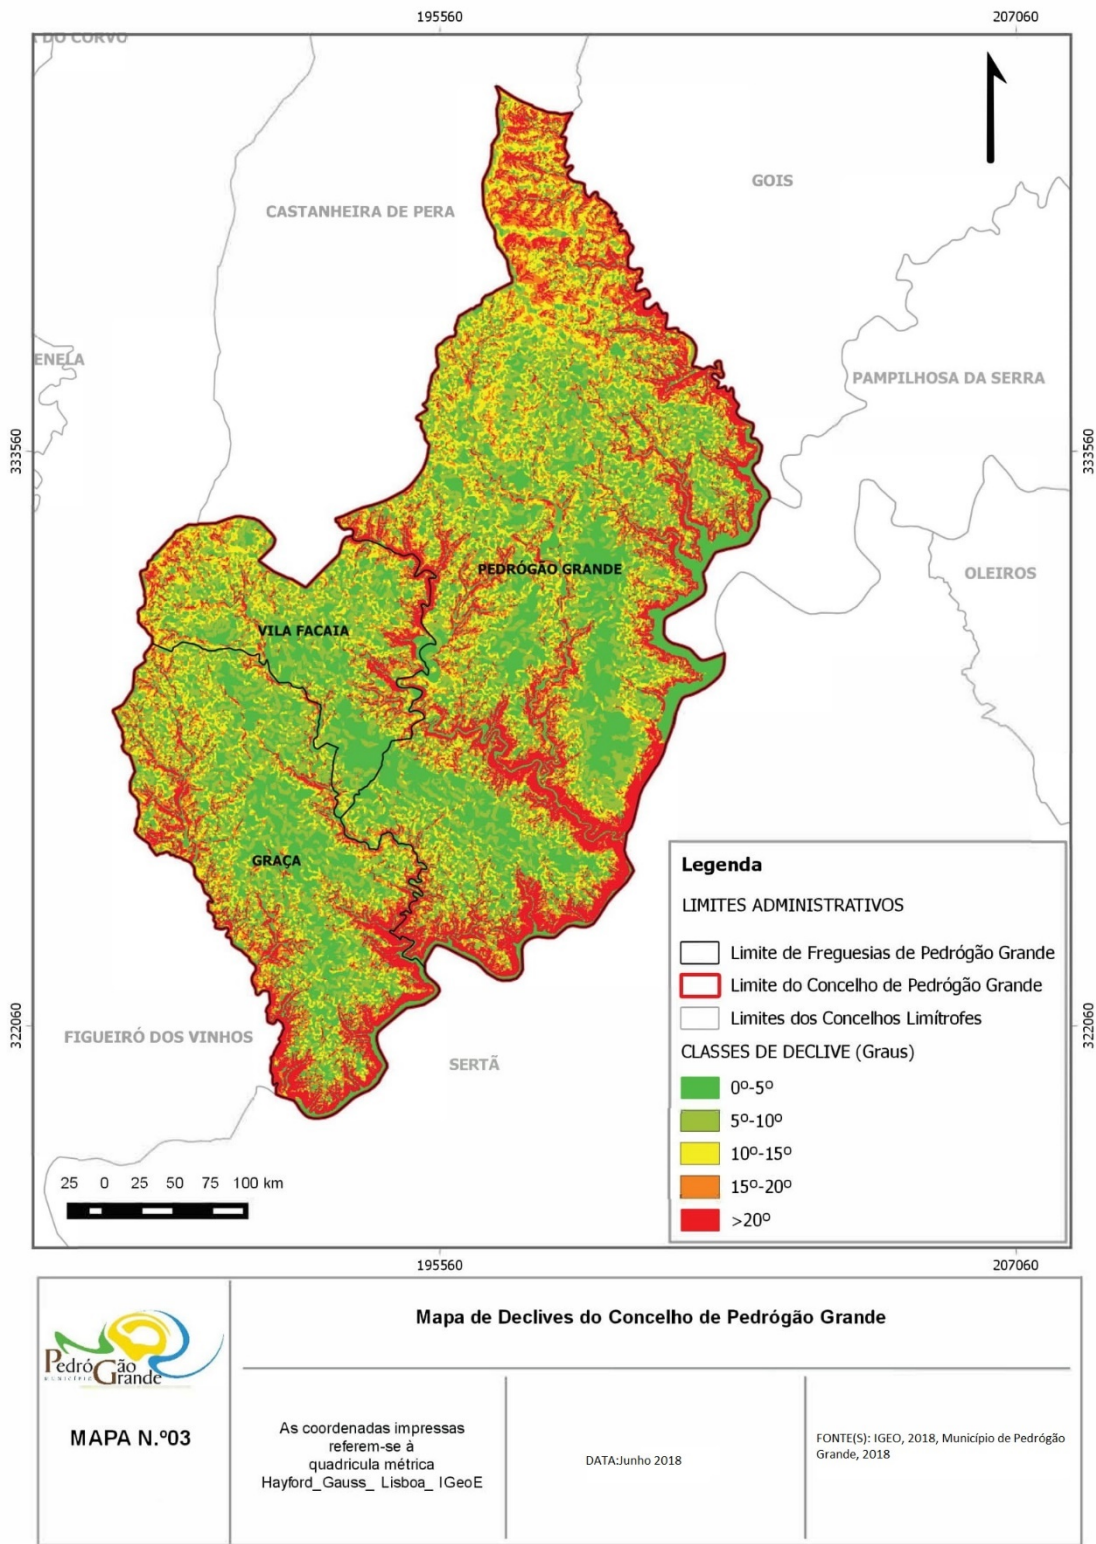 195560
207060
A DO CORVO
GOIS
CASTANHEIRA DE PERA
ENELA
PAMPILHOSA DA SERRA
333560
333560
PEDRÓGÃO GRANDE
OLEIROS
VILA FACAIA
GRAÇA
Legenda
LIMITES ADMINISTRATIVOS
Limite de Freguesias de Pedrógão Grande
Limite do Concelho de Pedrógão Grande
Limites dos Concelhos Limítrofes
CLASSES DE DECLIVE (Graus)
0º-5º
5º-10º
10º-15º
15º-20º
>20º
322060
322060
FIGUEIRÓ DOS VINHOS
SERTÃ
25 0 25 50 75 100 km
195560
207060
Mapa de Declives do Concelho de Pedrógão Grande
Pedrógão
MUNICÍPIO Grande
MAPA N.º03
As coordenadas impressas
referem-se à
quadricula métrica
Hayford_Gauss_ Lisboa_ IGeoE
DATA:Junho 2018
FONTE(S): IGEO, 2018, Município de Pedrógão
Grande, 2018